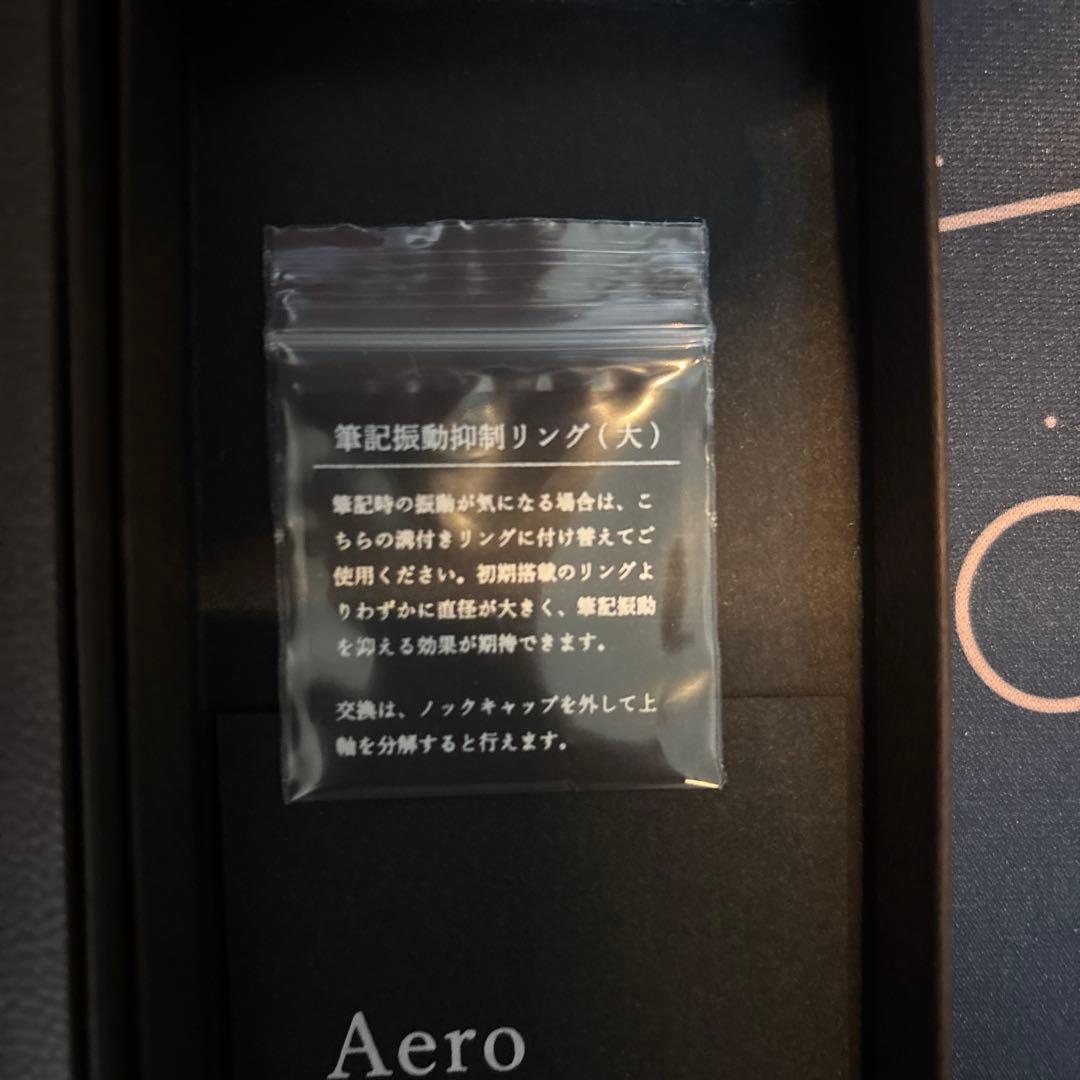 筆記振動抑制リング(大)
筆記時の振動が気になる場合は、こ
ちらの溝付きリングに付け替えてご
使用ください。初期搭載のリングよ
りわずかに直径が大きく、筆記振動
を抑える効果が期待できます。
交換は、ノックキャップを外して上
軸を分解すると行えます。
Aero